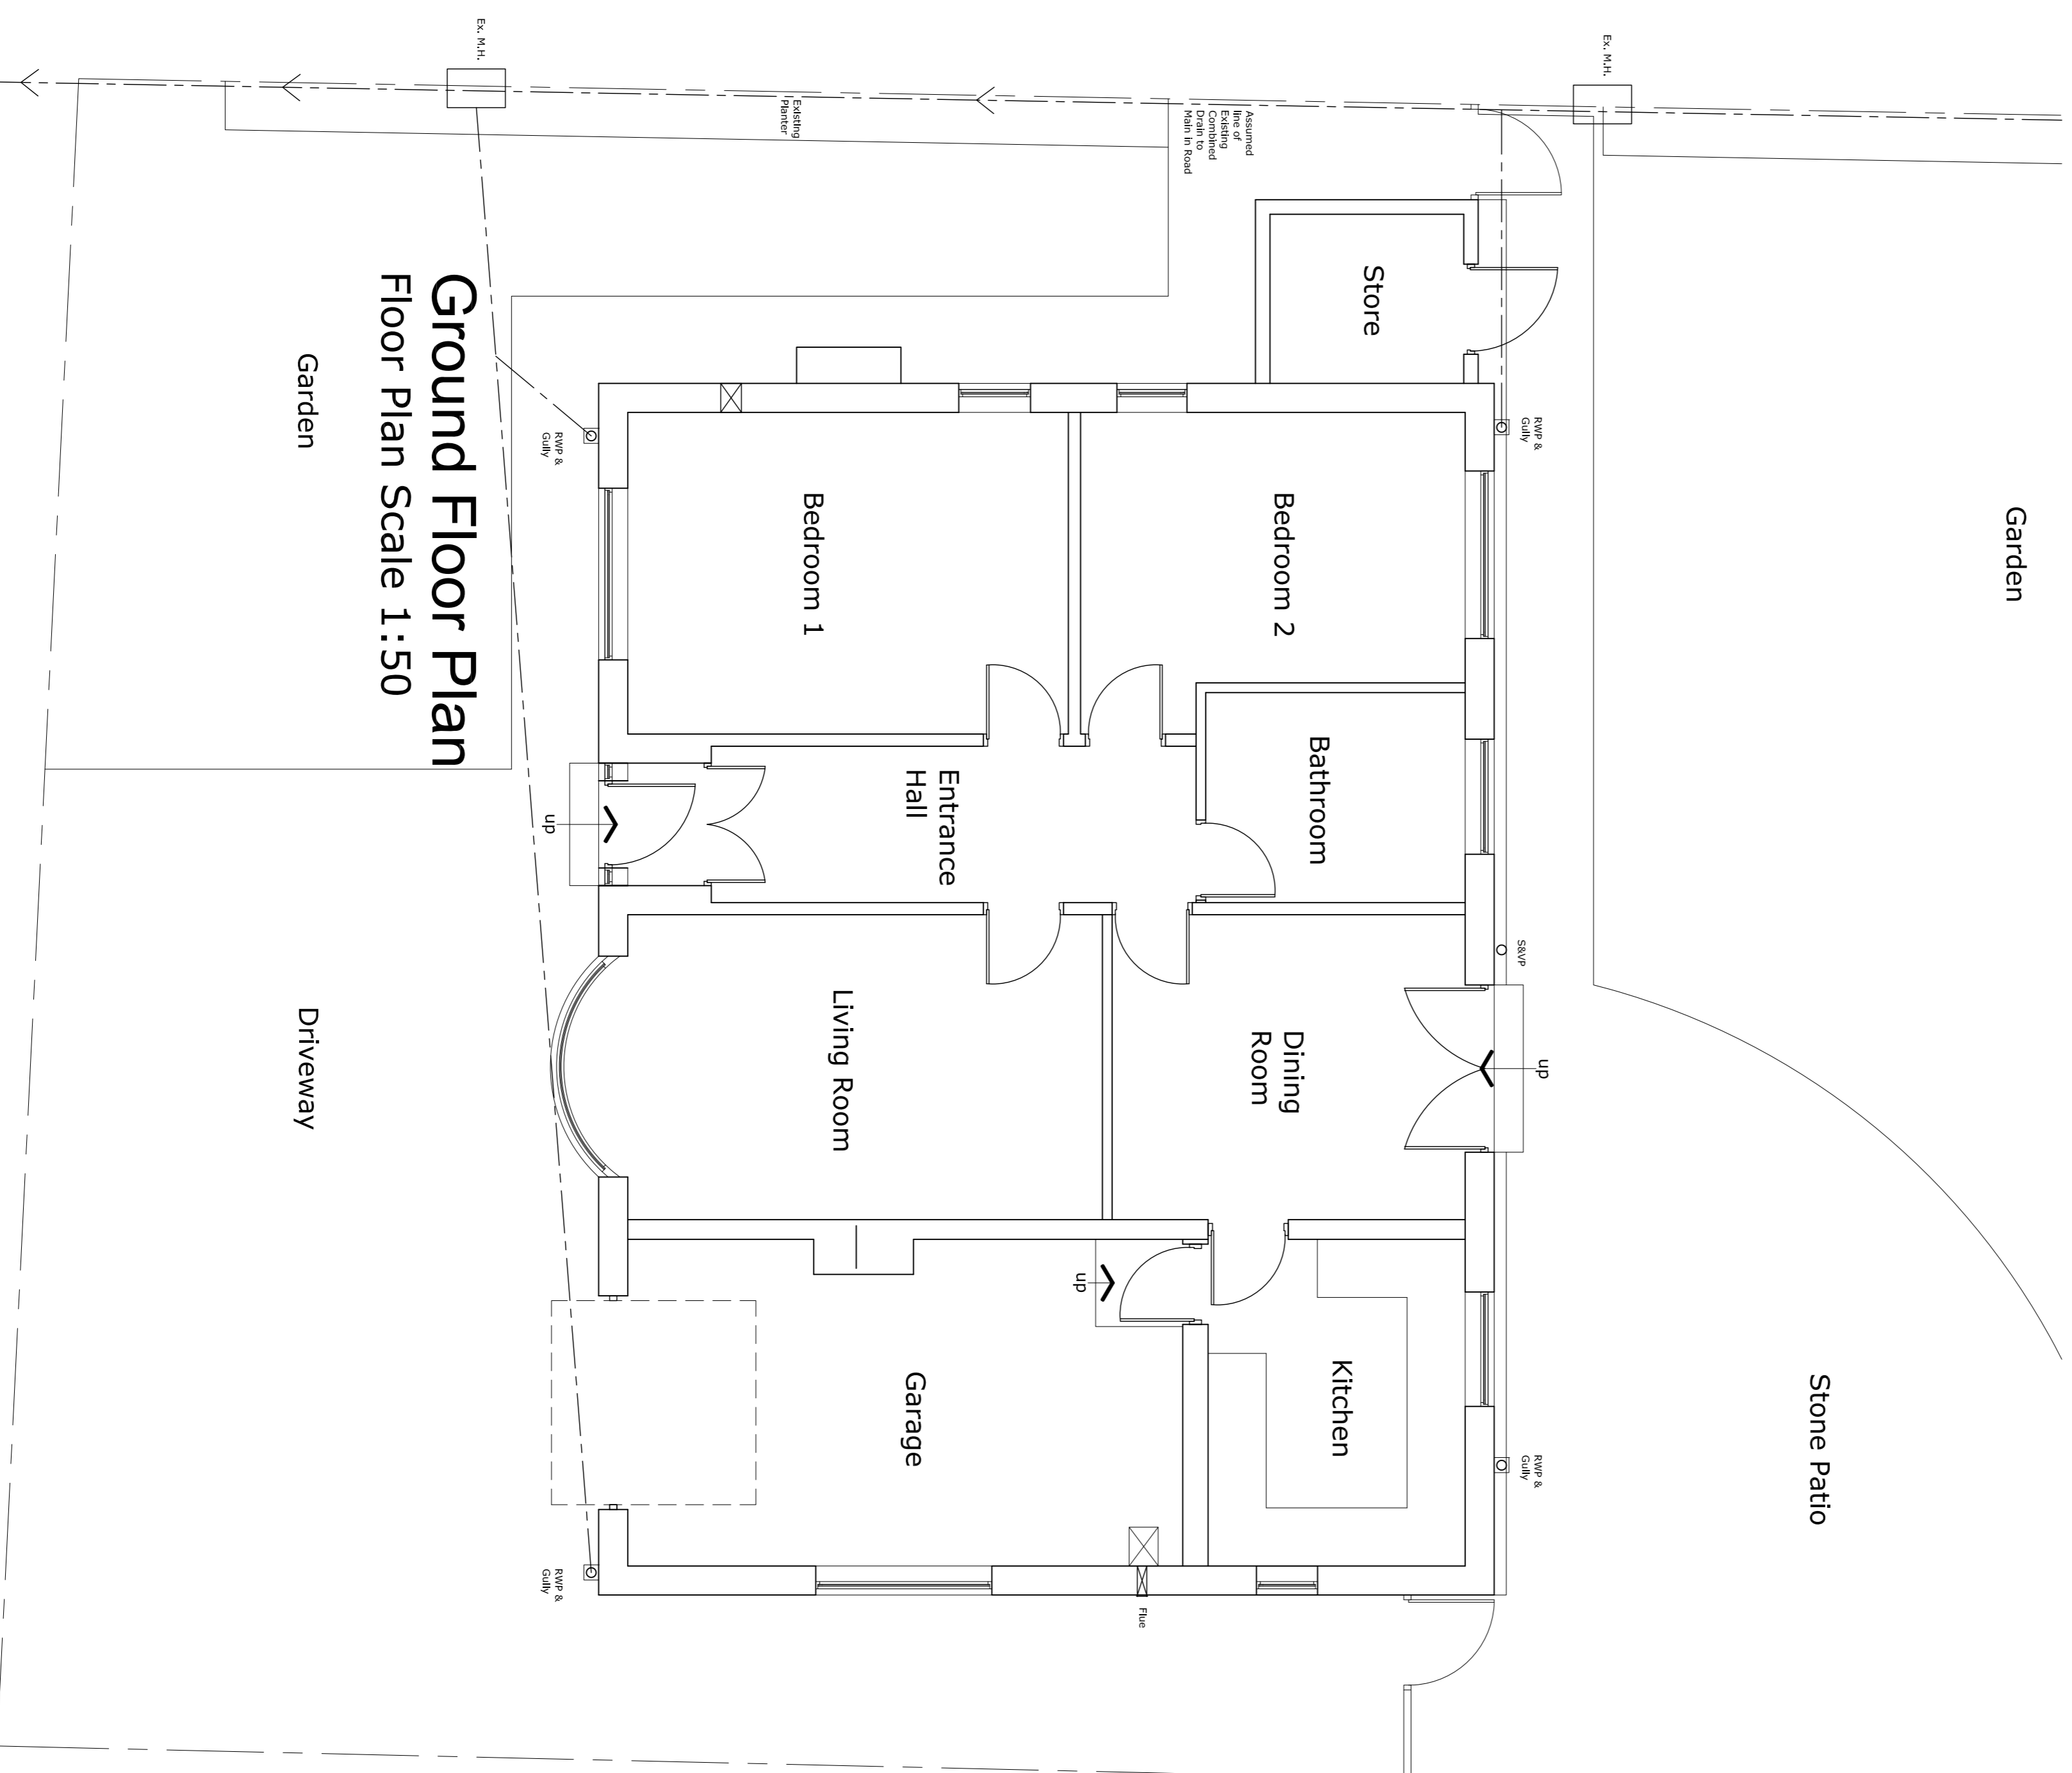 Ground Floor Plan
Floor Plan Scale 1:50
Ex. M.H.
Ex. M.H.
Existing
Planter
Assumed
line of
Existing
Combined
Drain to
Main in Road
Store
Garden
Garden
RWP &
Gully
RWP &
Gully
Bedroom 1
Bedroom 2
Bathroom
Entrance
Hall
up
S&VP
Living Room
Dining
Room
up
Driveway
up
Garage
Kitchen
Stone Patio
RWP &
Gully
RWP &
Gully
Flue